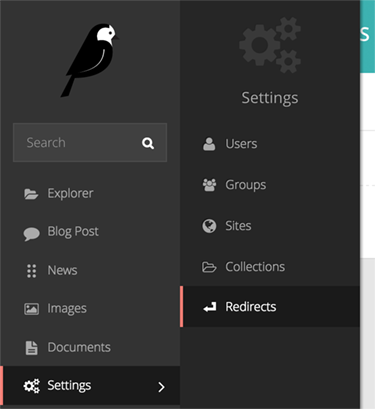 Search
Explorer
Blog Post
News
Images
Documents
Settings
Settings
Users
Groups
Sites
Collections
Redirects
S